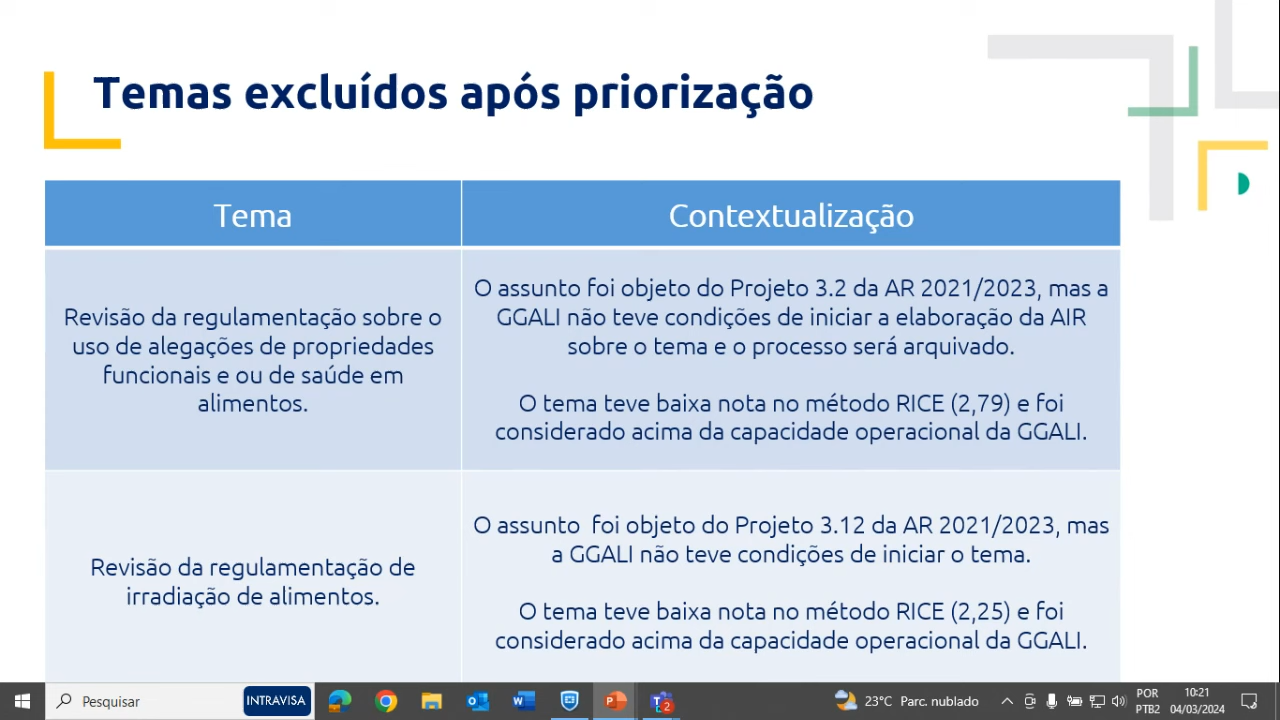 Temas excluídos após priorização
Tema
Contextualização
Revisão da regulamentação sobre o
uso de alegações de propriedades
funcionais e ou de saúde em
alimentos.
O assunto foi objeto do Projeto 3.2 da AR 2021/2023, mas a
GGALI não teve condições de iniciar a elaboração da AIR
sobre o tema e o processo será arquivado.
O tema teve baixa nota no método RICE (2,79) e foi
considerado acima da capacidade operacional da GGALI.
Revisão da regulamentação de
irradiação de alimentos.
O assunto  foi objeto do Projeto 3.12 da AR 2021/2023, mas
a GGALI não teve condições de iniciar o tema.
O tema teve baixa nota no método RICE (2,25) e foi
considerado acima da capacidade operacional da GGALI.
Pesquisar
INTRAVISA
2
23°C Parc. nublado
POR
PTB2
10:21
04/03/2024